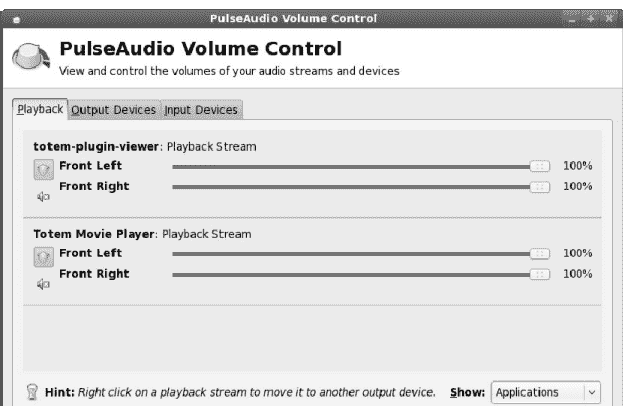 PulseAudio Volume Control
PulseAudio Volume Control
View and control the volumes of your audio streams and devices
Playback Output Devices Input Devices
totem-plugin-viewer: Playback Stream
Front Left 100%
Front Right 100%
Totem Movie Player: Playback Stream
Front Left 100%
Front Right 100%
Hint: Right click on a playback stream to move it to another output device. Show: Applications